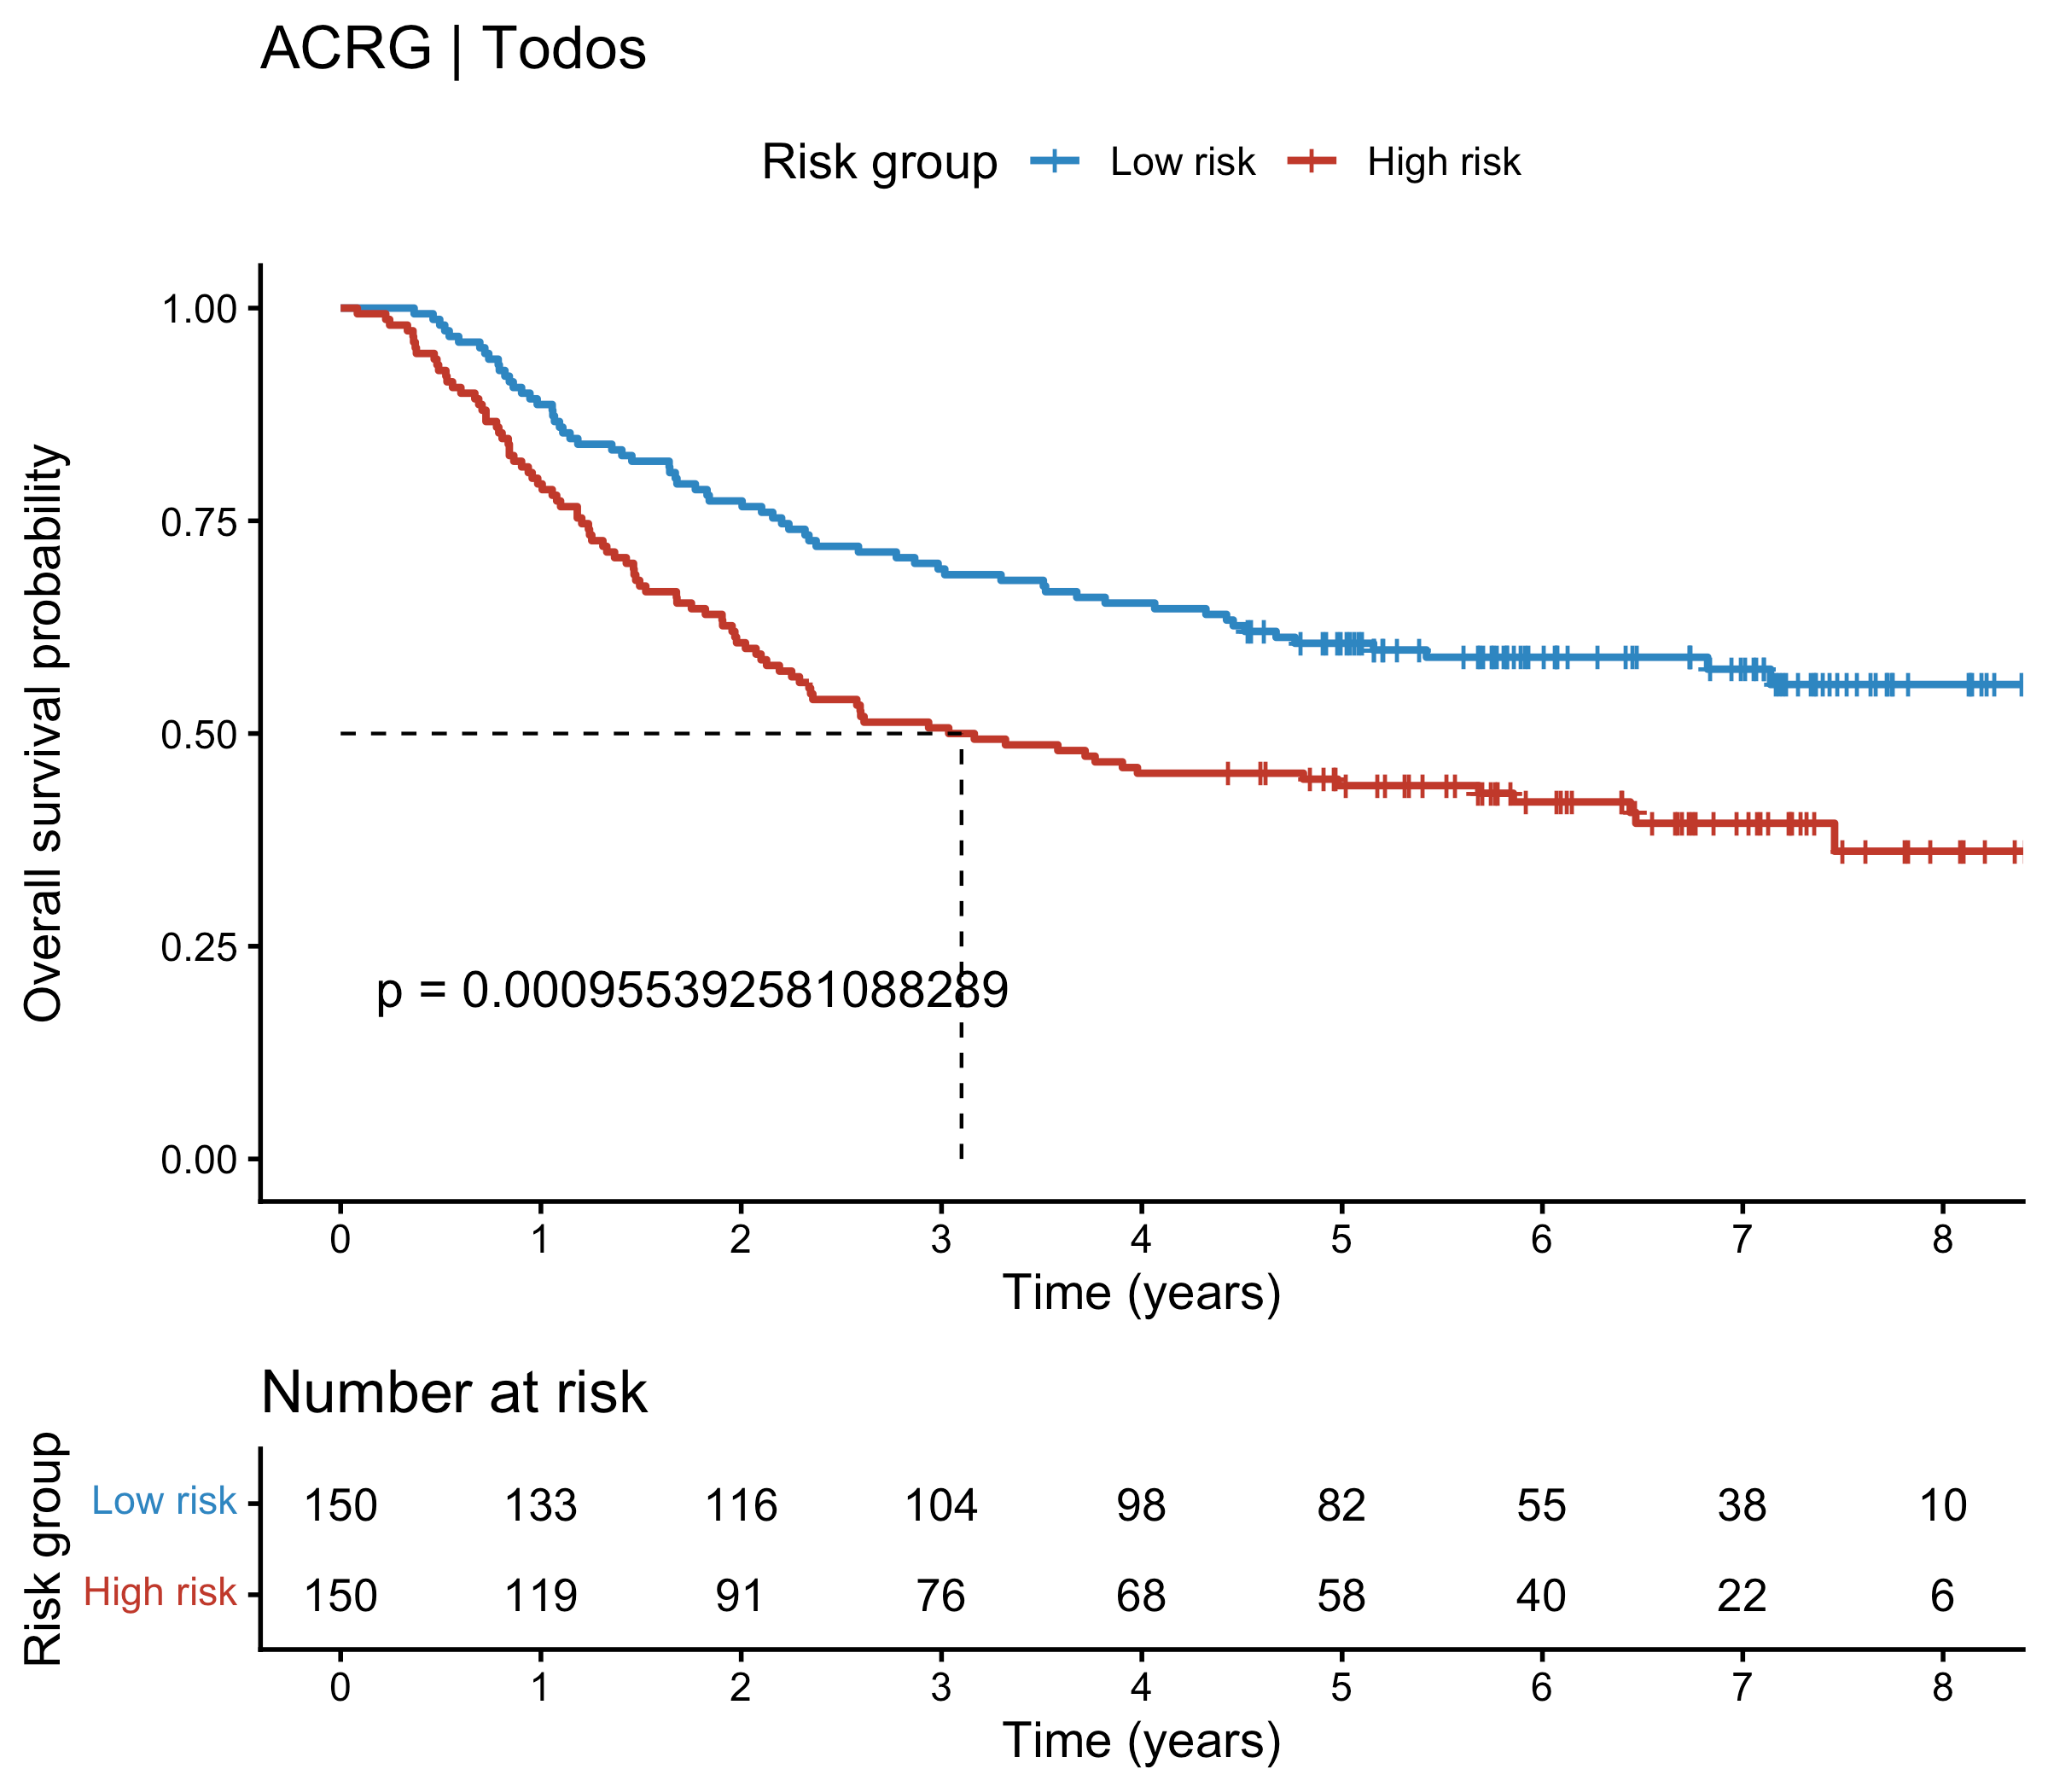 ACRG | Todos
Risk group Low risk High risk
Overall survival probability
1.00
0.75
0.50
0.25
0.00
p = 0.000955392581088289
0 1 2 3 4 5 6 7 8
Time (years)
Number at risk
Risk group
Low risk 150 133 116 104 98 82 55 38 10
High risk 150 119 91 76 68 58 40 22 6
0 1 2 3 4 5 6 7 8
Time (years)